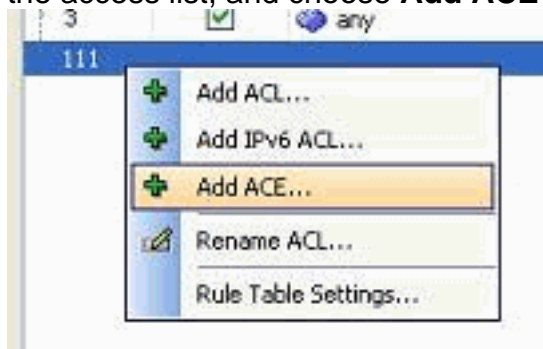 the access list, and choose Add ACE
3 any
111
Add ACL...
Add IPv6 ACL...
Add ACE...
Rename ACL...
Rule Table Settings...